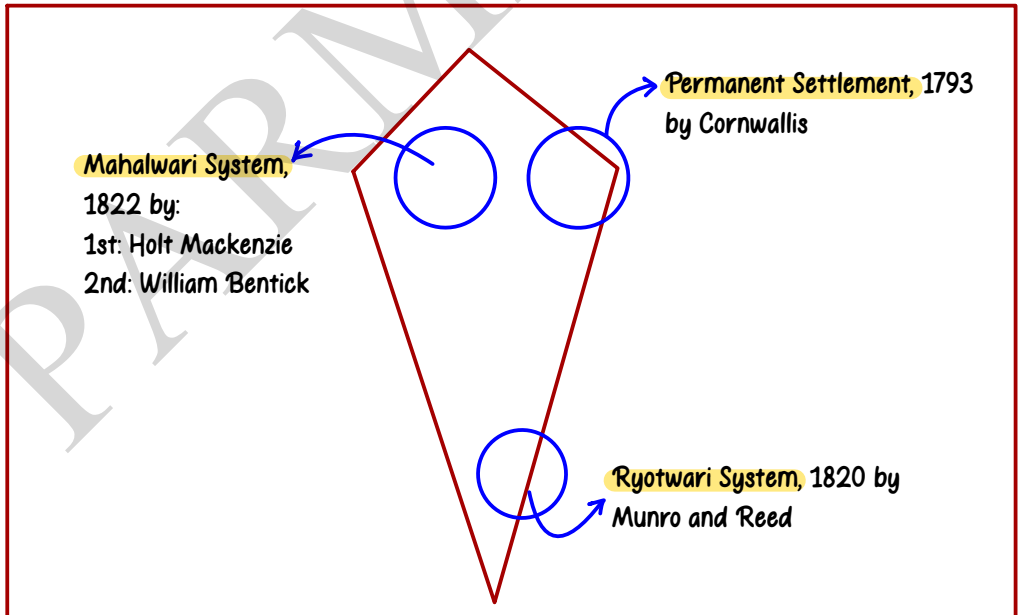 Permanent Settlement, 1793
by Cornwallis
Mahalwari System,
1822 by:
1st: Holt Mackenzie
2nd: William Bentick
Ryotwari System, 1820 by
Munro and Reed
PARM